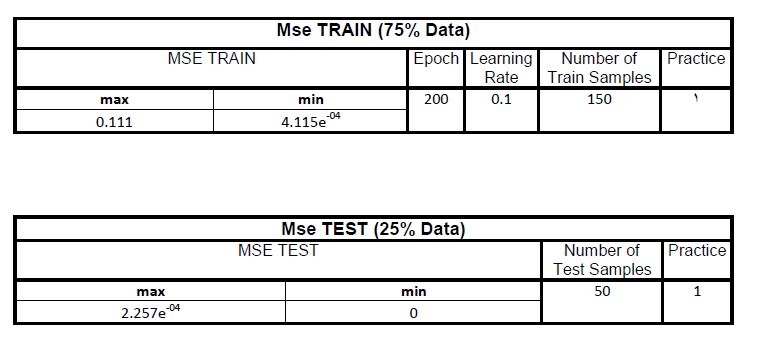 Mse TRAIN (75% Data)
MSE TRAIN Epoch Learning Rate Number of Train Samples Practice
max min 200 0.1 150 ١
0.111 4.115e⁻⁰⁴
Mse TEST (25% Data)
MSE TEST Number of Test Samples Practice
max min 50 1
2.257e⁻⁰⁴ 0